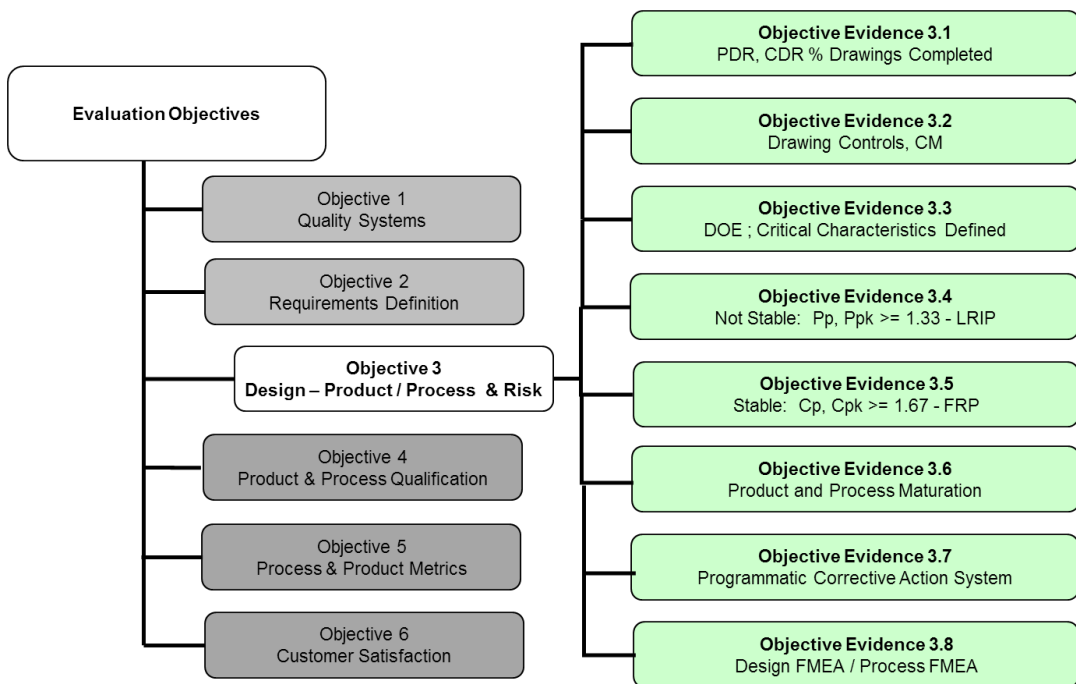 Evaluation Objectives
Objective 1
Quality Systems
Objective 2
Requirements Definition
Objective 3
Design – Product / Process & Risk
Objective 4
Product & Process Qualification
Objective 5
Process & Product Metrics
Objective 6
Customer Satisfaction
Objective Evidence 3.1
PDR, CDR % Drawings Completed
Objective Evidence 3.2
Drawing Controls, CM
Objective Evidence 3.3
DOE ; Critical Characteristics Defined
Objective Evidence 3.4
Not Stable: Pp, Ppk >= 1.33 - LRIP
Objective Evidence 3.5
Stable: Cp, Cpk >= 1.67 - FRP
Objective Evidence 3.6
Product and Process Maturation
Objective Evidence 3.7
Programmatic Corrective Action System
Objective Evidence 3.8
Design FMEA / Process FMEA